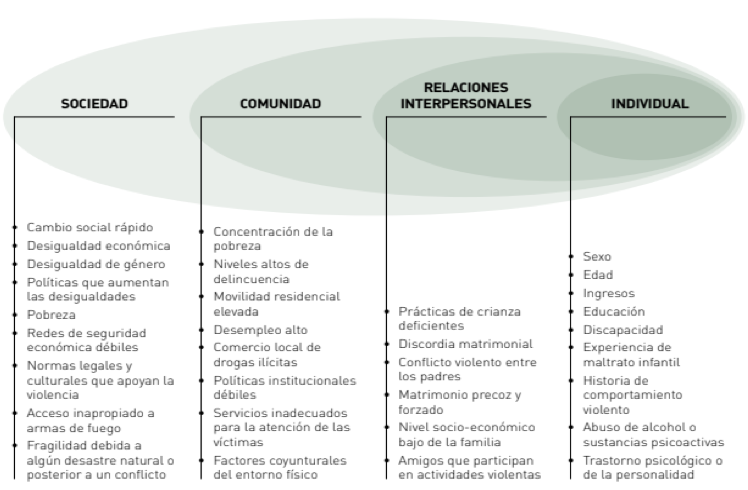 SOCIEDAD
Cambio social rápido
Desigualdad económica
Desigualdad de género
Políticas que aumentan
las desigualdades
Pobreza
Redes de seguridad
económica débiles
Normas legales y
culturales que apoyan la
violencia
Acceso inapropiado a
armas de fuego
Fragilidad debida a
algún desastre natural o
posterior a un conflicto
COMUNIDAD
Concentración de la
pobreza
Niveles altos de
delincuencia
Movilidad residencial
elevada
Desempleo alto
Comercio local de
drogas ilícitas
Políticas institucionales
débiles
Servicios inadecuados
para la atención de las
víctimas
Factores coyunturales
del entorno físico
RELACIONES
INTERPERSONALES
Prácticas de crianza
deficientes
Discordia matrimonial
Conflicto violento entre
los padres
Matrimonio precoz y
forzado
Nivel socio-económico
bajo de la familia
Amigos que participan
en actividades violentas
INDIVIDUAL
Sexo
Edad
Ingresos
Educación
Discapacidad
Experiencia de
maltrato infantil
Historia de
comportamiento
violento
Abuso de alcohol o
sustancias psicoactivas
Trastorno psicológico o
de la personalidad